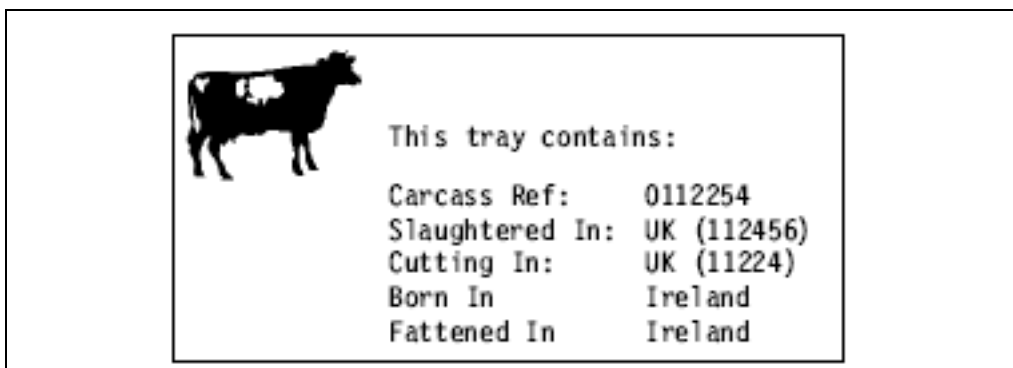 This tray contains:
Carcass Ref: 0112254
Slaughtered In: UK (112456)
Cutting In: UK (11224)
Born In Ireland
Fattened In Ireland